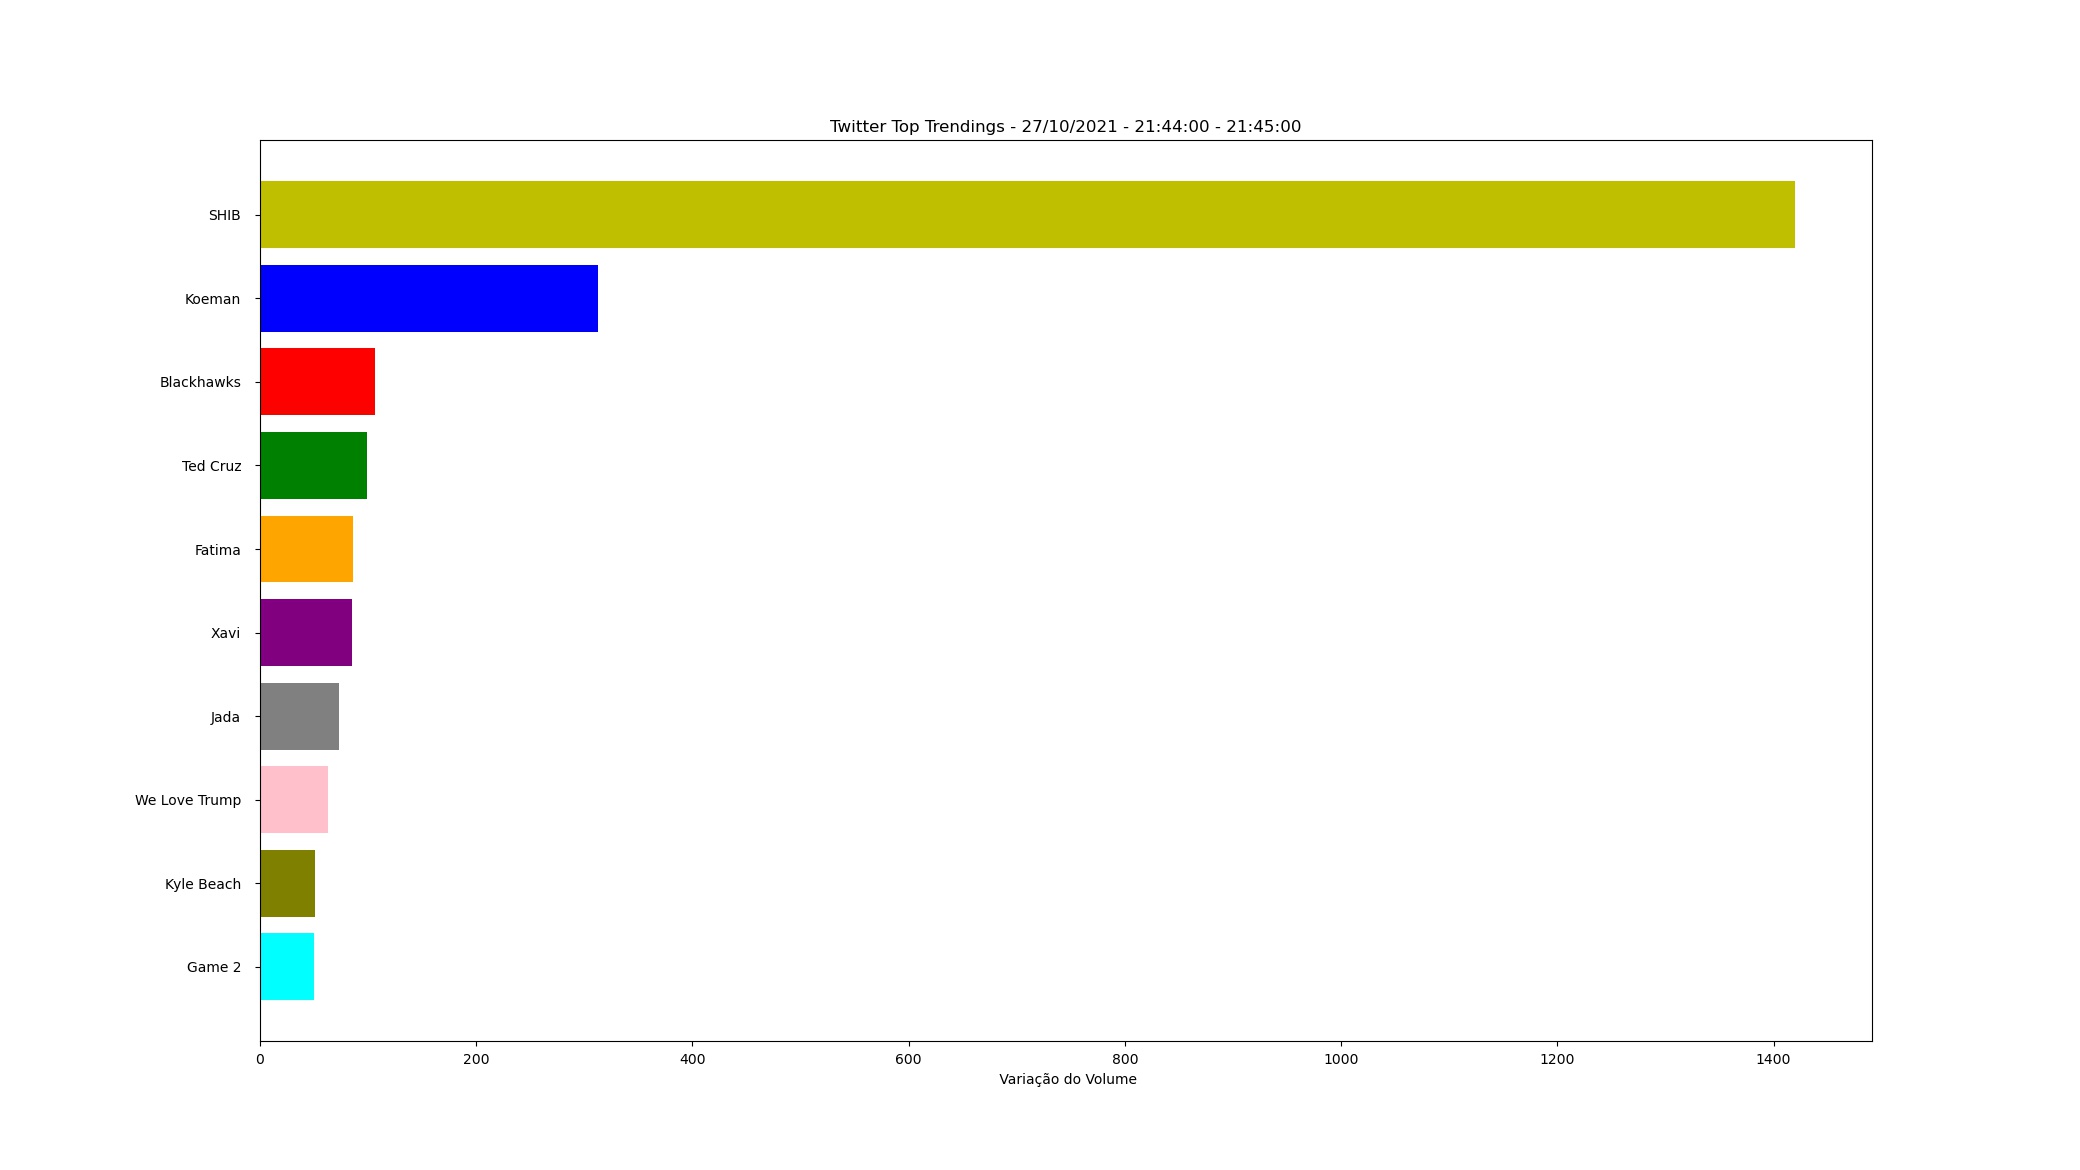 Twitter Top Trendings - 27/10/2021 - 21:44:00 - 21:45:00
SHIB
Koeman
Blackhawks
Ted Cruz
Fatima
Xavi
Jada
We Love Trump
Kyle Beach
Game 2
0 200 400 600 800 1000 1200 1400
Variação do Volume